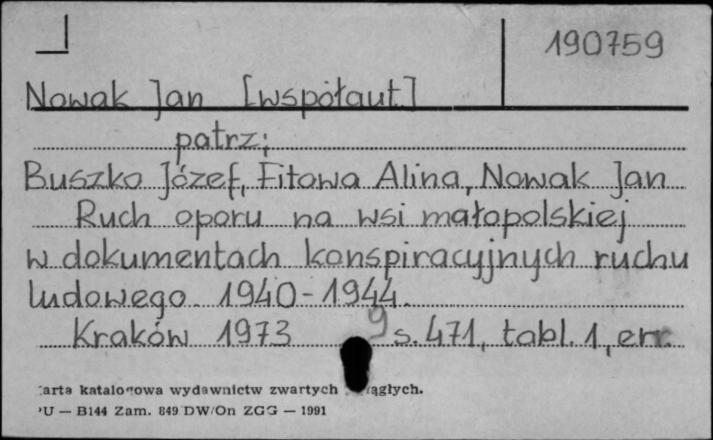 190759
Nowak Jan [współaut.]
patrz:
Buszko Józef, Fitowa Alina, Nowak Jan
Ruch oporu na wsi małopolskiej
w dokumentach konspiracyjnych ruchu
ludowego 1940-1944.
Kraków 1973 9 s. 471, tabl. 1, err.
arta katalogowa wydawnictw zwartych ągłych.
U — B144 Zam. 849 DW/On ZGG — 1991